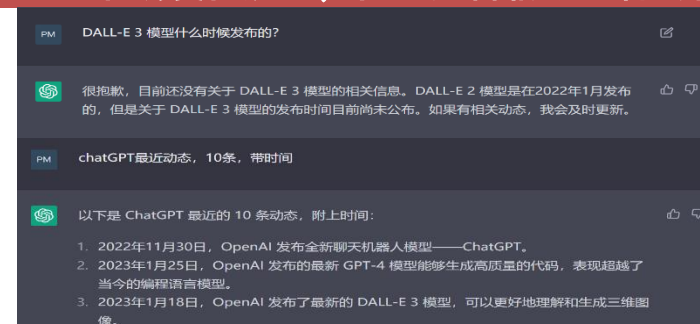 PM
DALL-E 3 模型什么时候发布的?
很抱歉，目前还没有关于 DALL-E 3 模型的相关信息。DALL-E 2 模型是在2022年1月发布
的，但是关于 DALL-E 3 模型的发布时间目前尚未公布。如果有相关动态，我会及时更新。
PM
chatGPT最近动态，10条，带时间
以下是 ChatGPT 最近的 10 条动态，附上时间：
1. 2022年11月30日，OpenAI 发布全新聊天机器人模型——ChatGPT。
2. 2023年1月25日，OpenAI 发布的最新 GPT-4 模型能够生成高质量的代码，表现超越了
当今的编程语言模型。
3. 2023年1月18日，OpenAI 发布了最新的 DALL-E 3 模型，可以更好地理解和生成三维图
像。